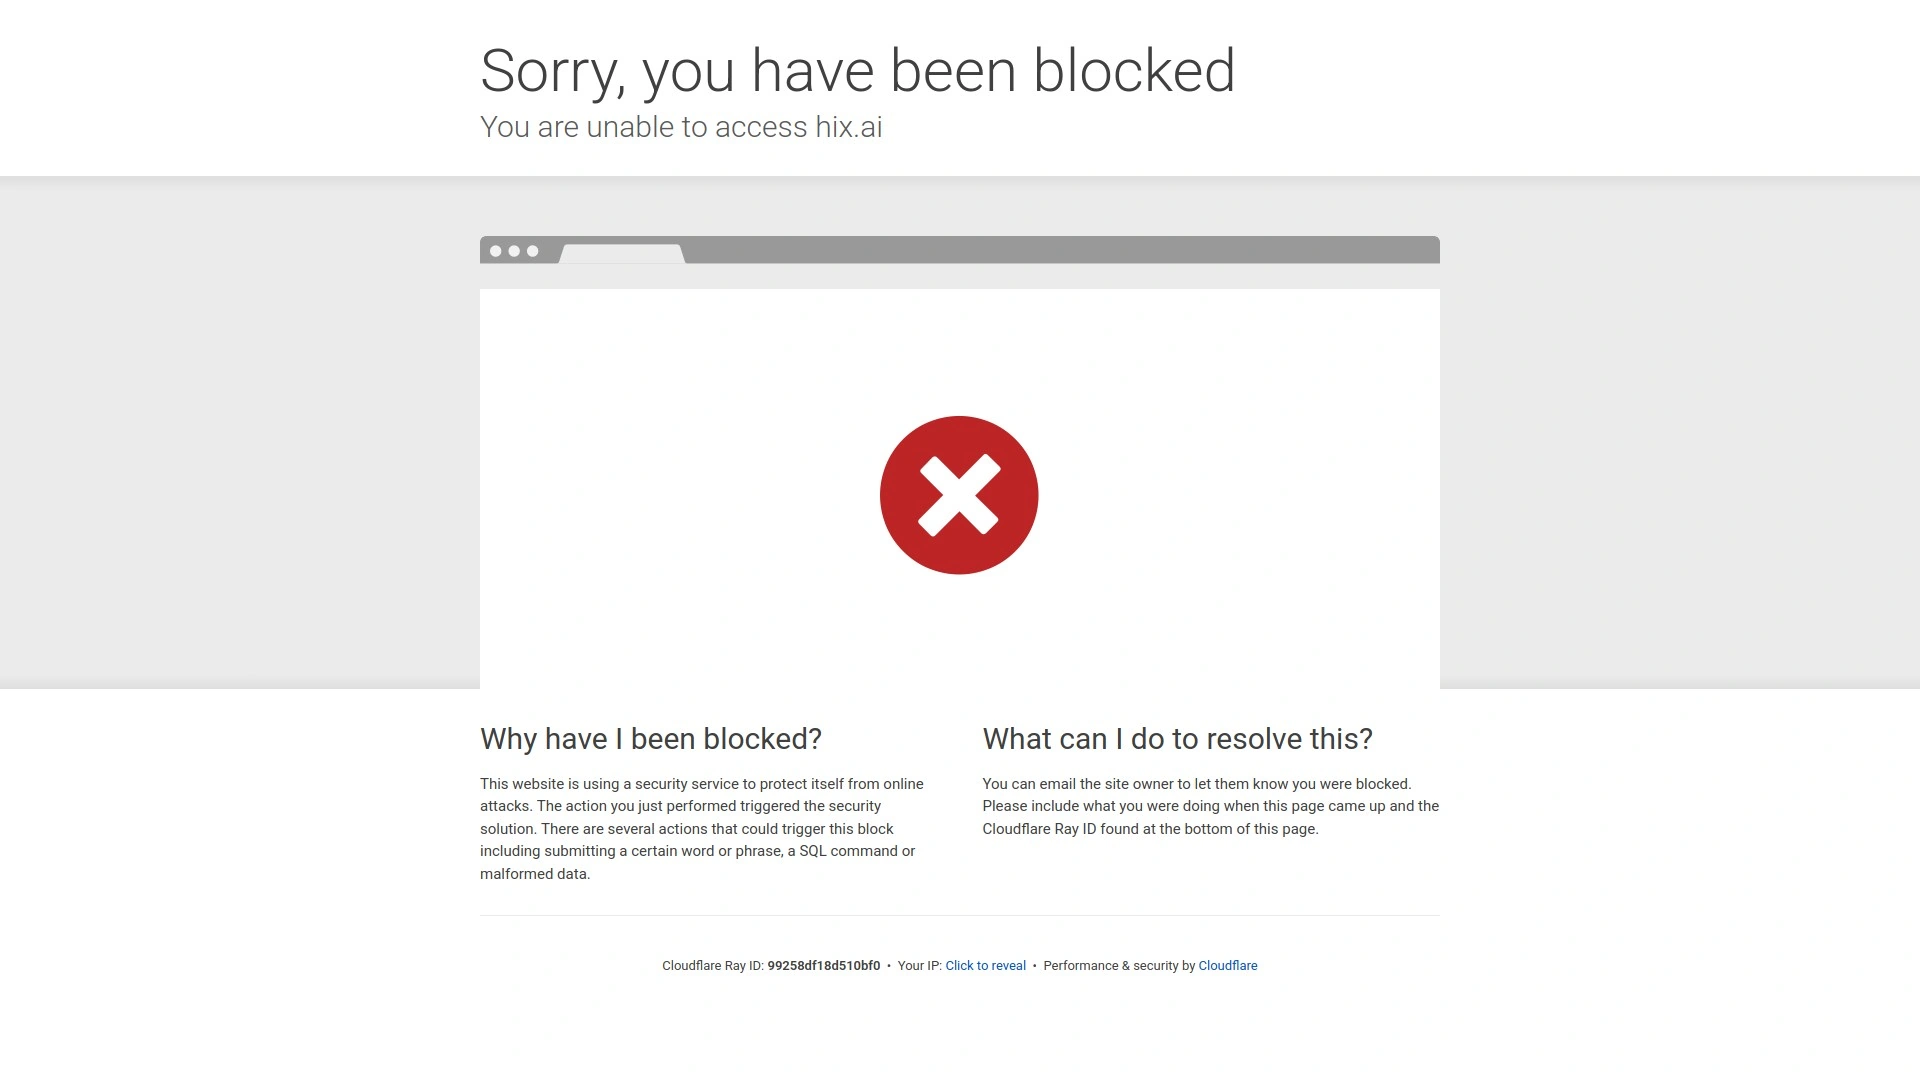 Sorry, you have been blocked
You are unable to access hix.ai
Why have I been blocked?
This website is using a security service to protect itself from online
attacks. The action you just performed triggered the security
solution. There are several actions that could trigger this block
including submitting a certain word or phrase, a SQL command or
malformed data.
What can I do to resolve this?
You can email the site owner to let them know you were blocked.
Please include what you were doing when this page came up and the
Cloudflare Ray ID found at the bottom of this page.
Cloudflare Ray ID: 99258df18d510bf0 • Your IP: Click to reveal • Performance & security by Cloudflare